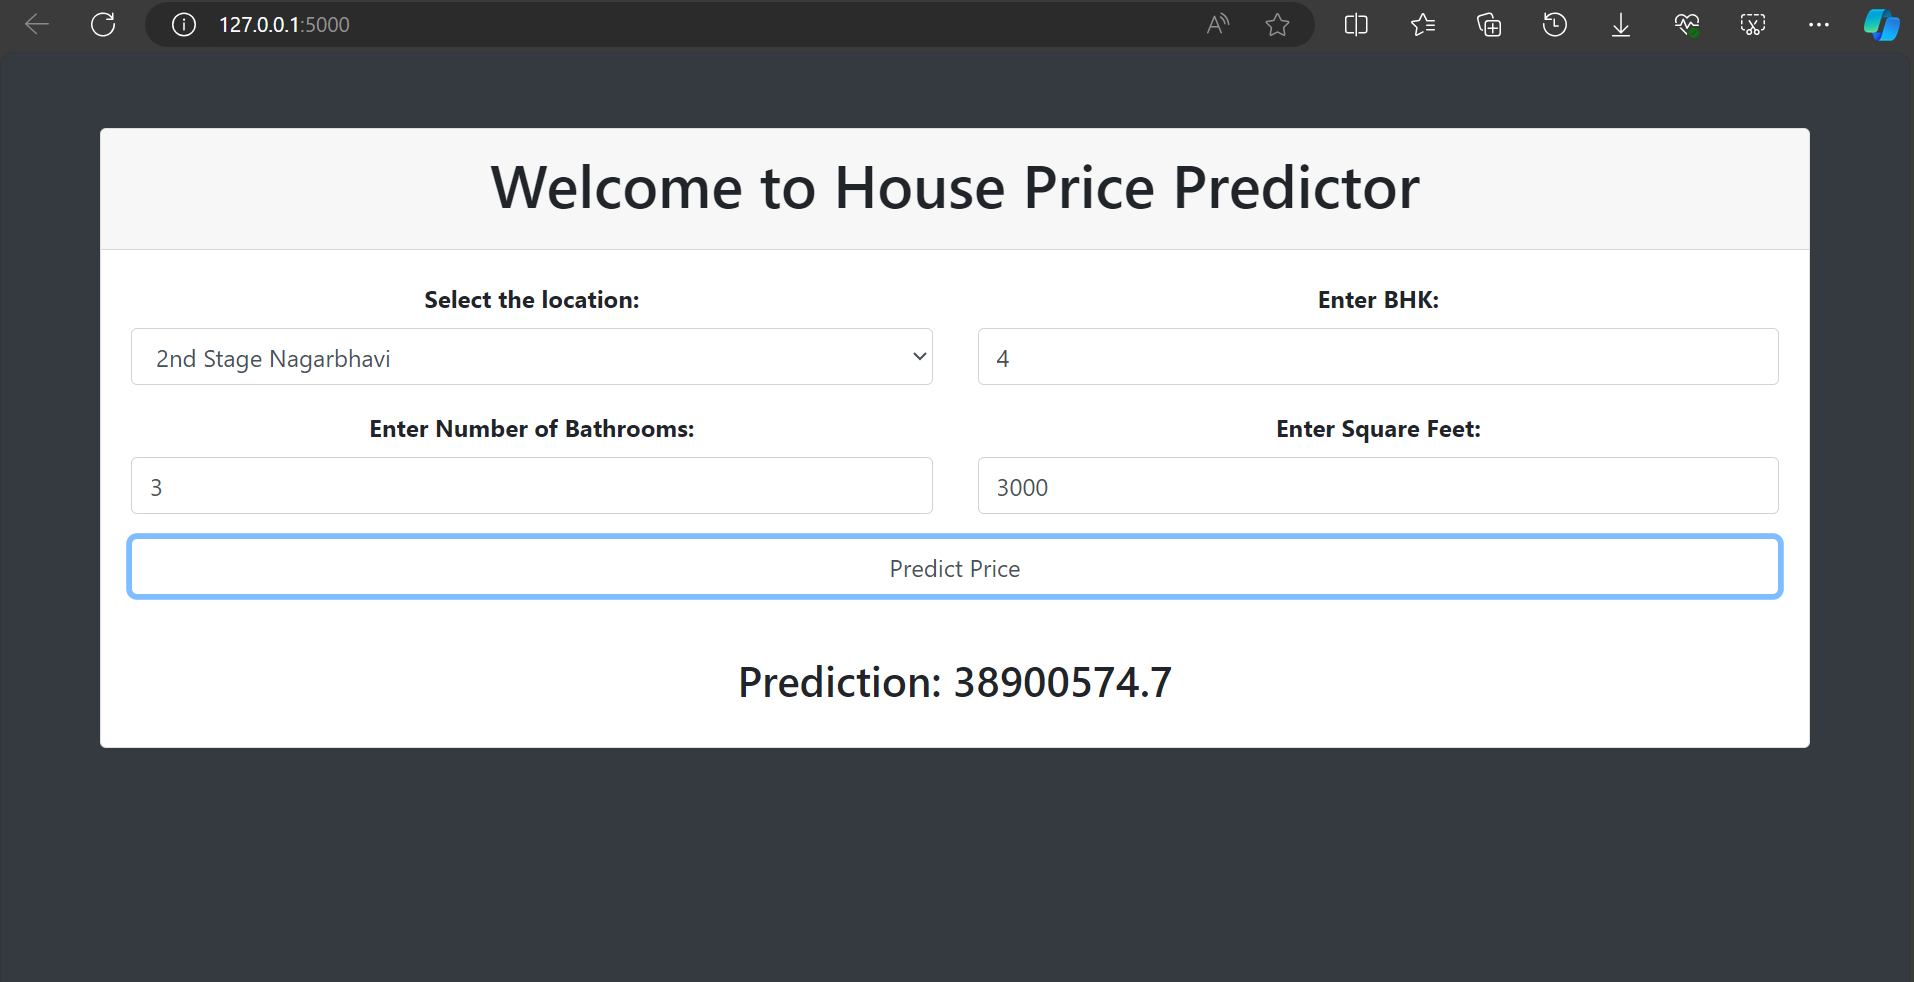 127.0.0.1:5000
Welcome to House Price Predictor
Select the location:
Enter BHK:
2nd Stage Nagarbhavi
4
Enter Number of Bathrooms:
Enter Square Feet:
3
3000
Predict Price
Prediction: 38900574.7